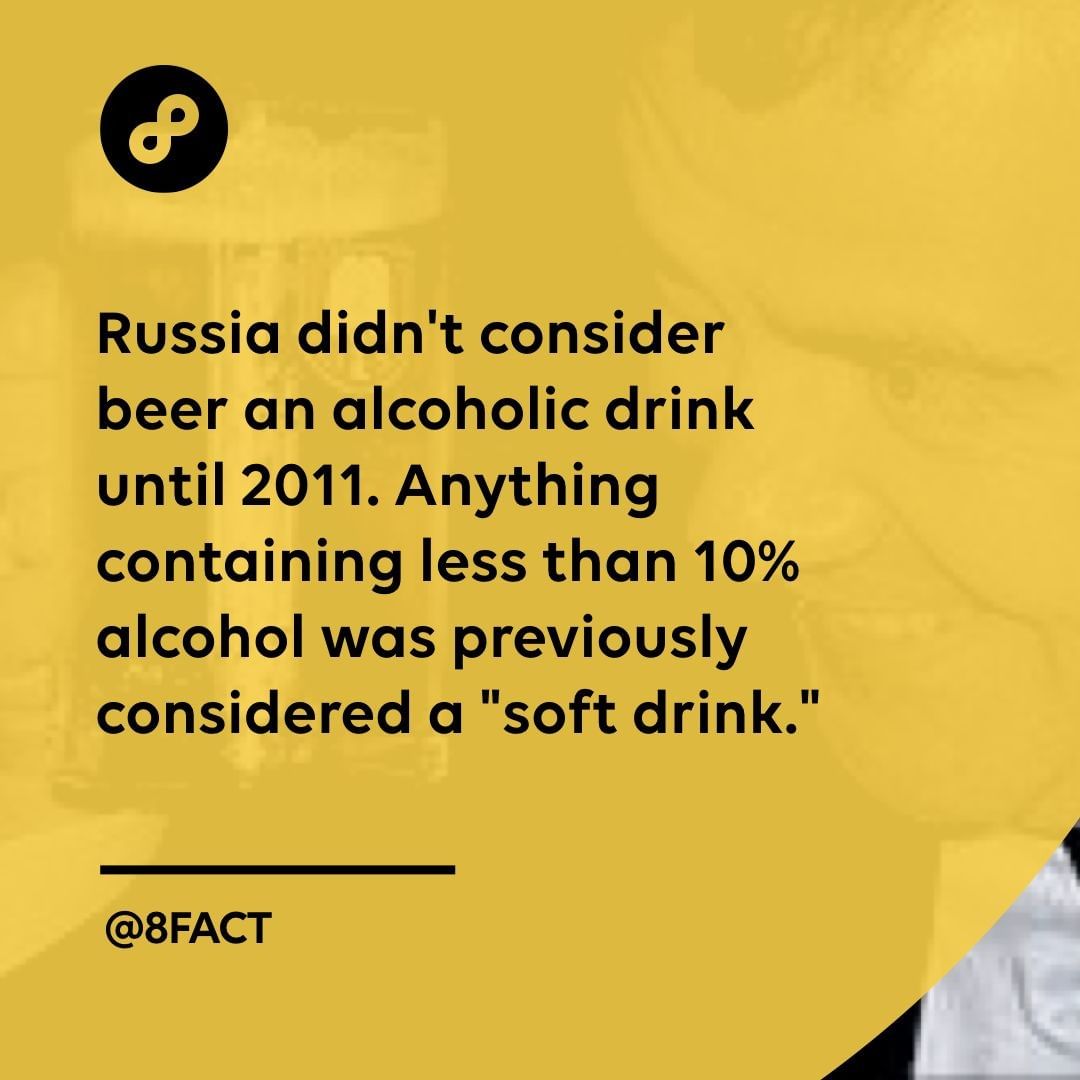 Russia didn't consider
beer an alcoholic drink
until 2011. Anything
containing less than 10%
alcohol was previously
considered a "soft drink."
@8FACT